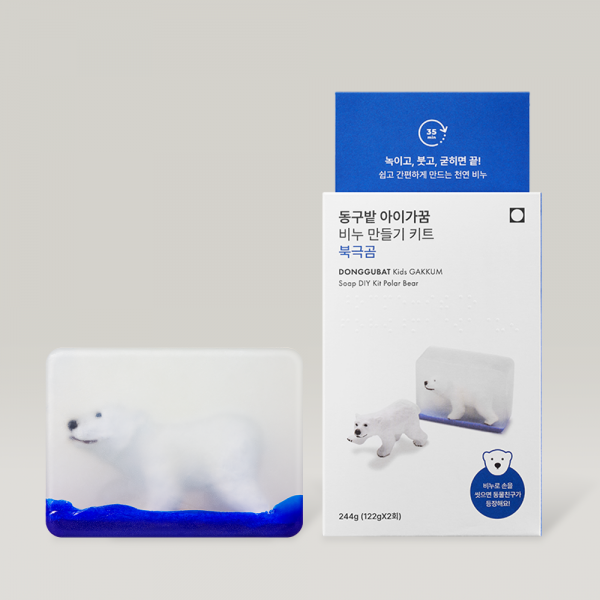 35
min
녹이고, 붓고, 굳히면 끝!
쉽고 간편하게 만드는 천연 비누
동구밭 아이가꿈
비누 만들기 키트
북극곰
DONGGUBAT Kids GAKKUM
Soap DIY Kit Polar Bear
비누로 손을
씻으면 동물친구가
등장해요!
244g (122gX2회)